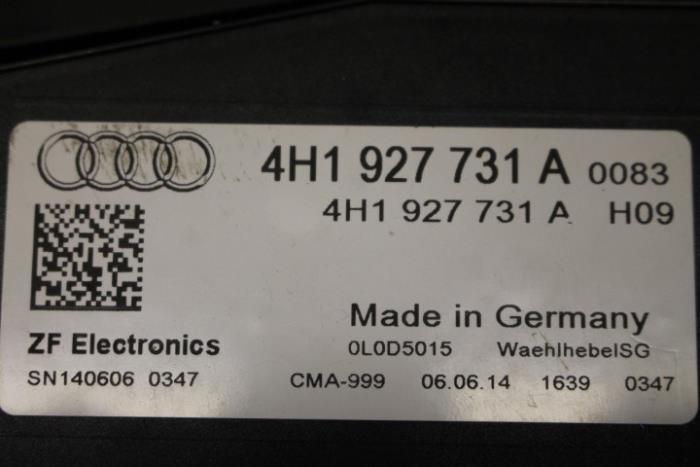 4H1 927 731 A 0083
4H1 927 731 A H09
Made in Germany
ZF Electronics 0L0D5015 WaehlhebelSG
SN140606 0347 CMA-999 06.06.14 1639 0347